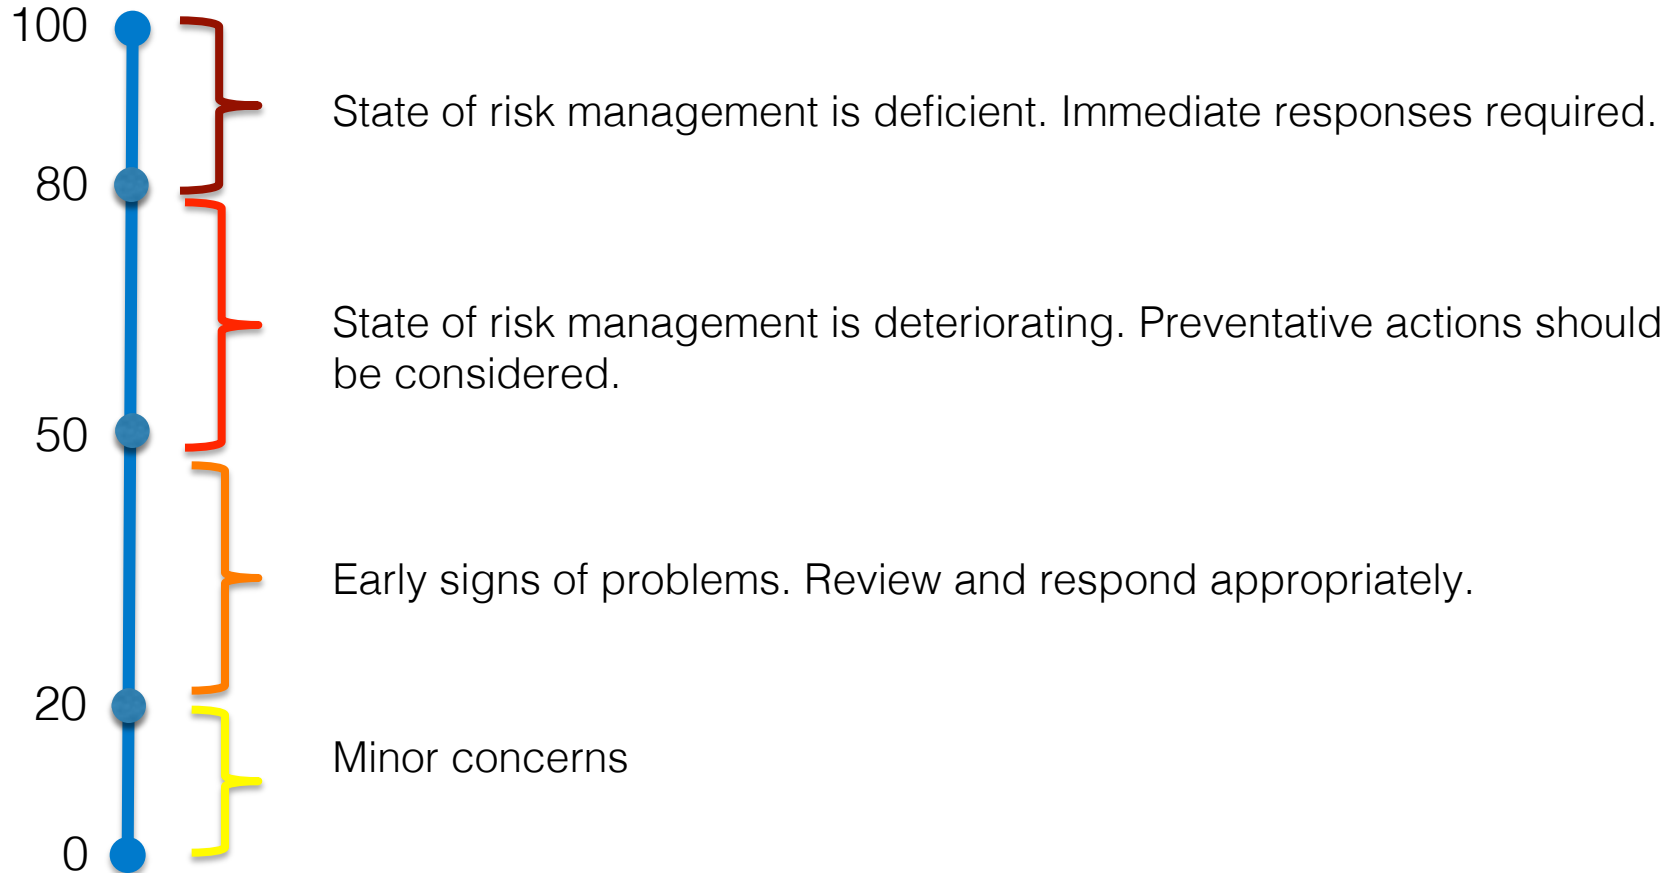 100
State of risk management is deficient. Immediate responses required.
80
State of risk management is deteriorating. Preventative actions should
be considered.
50
Early signs of problems. Review and respond appropriately.
20
Minor concerns
0